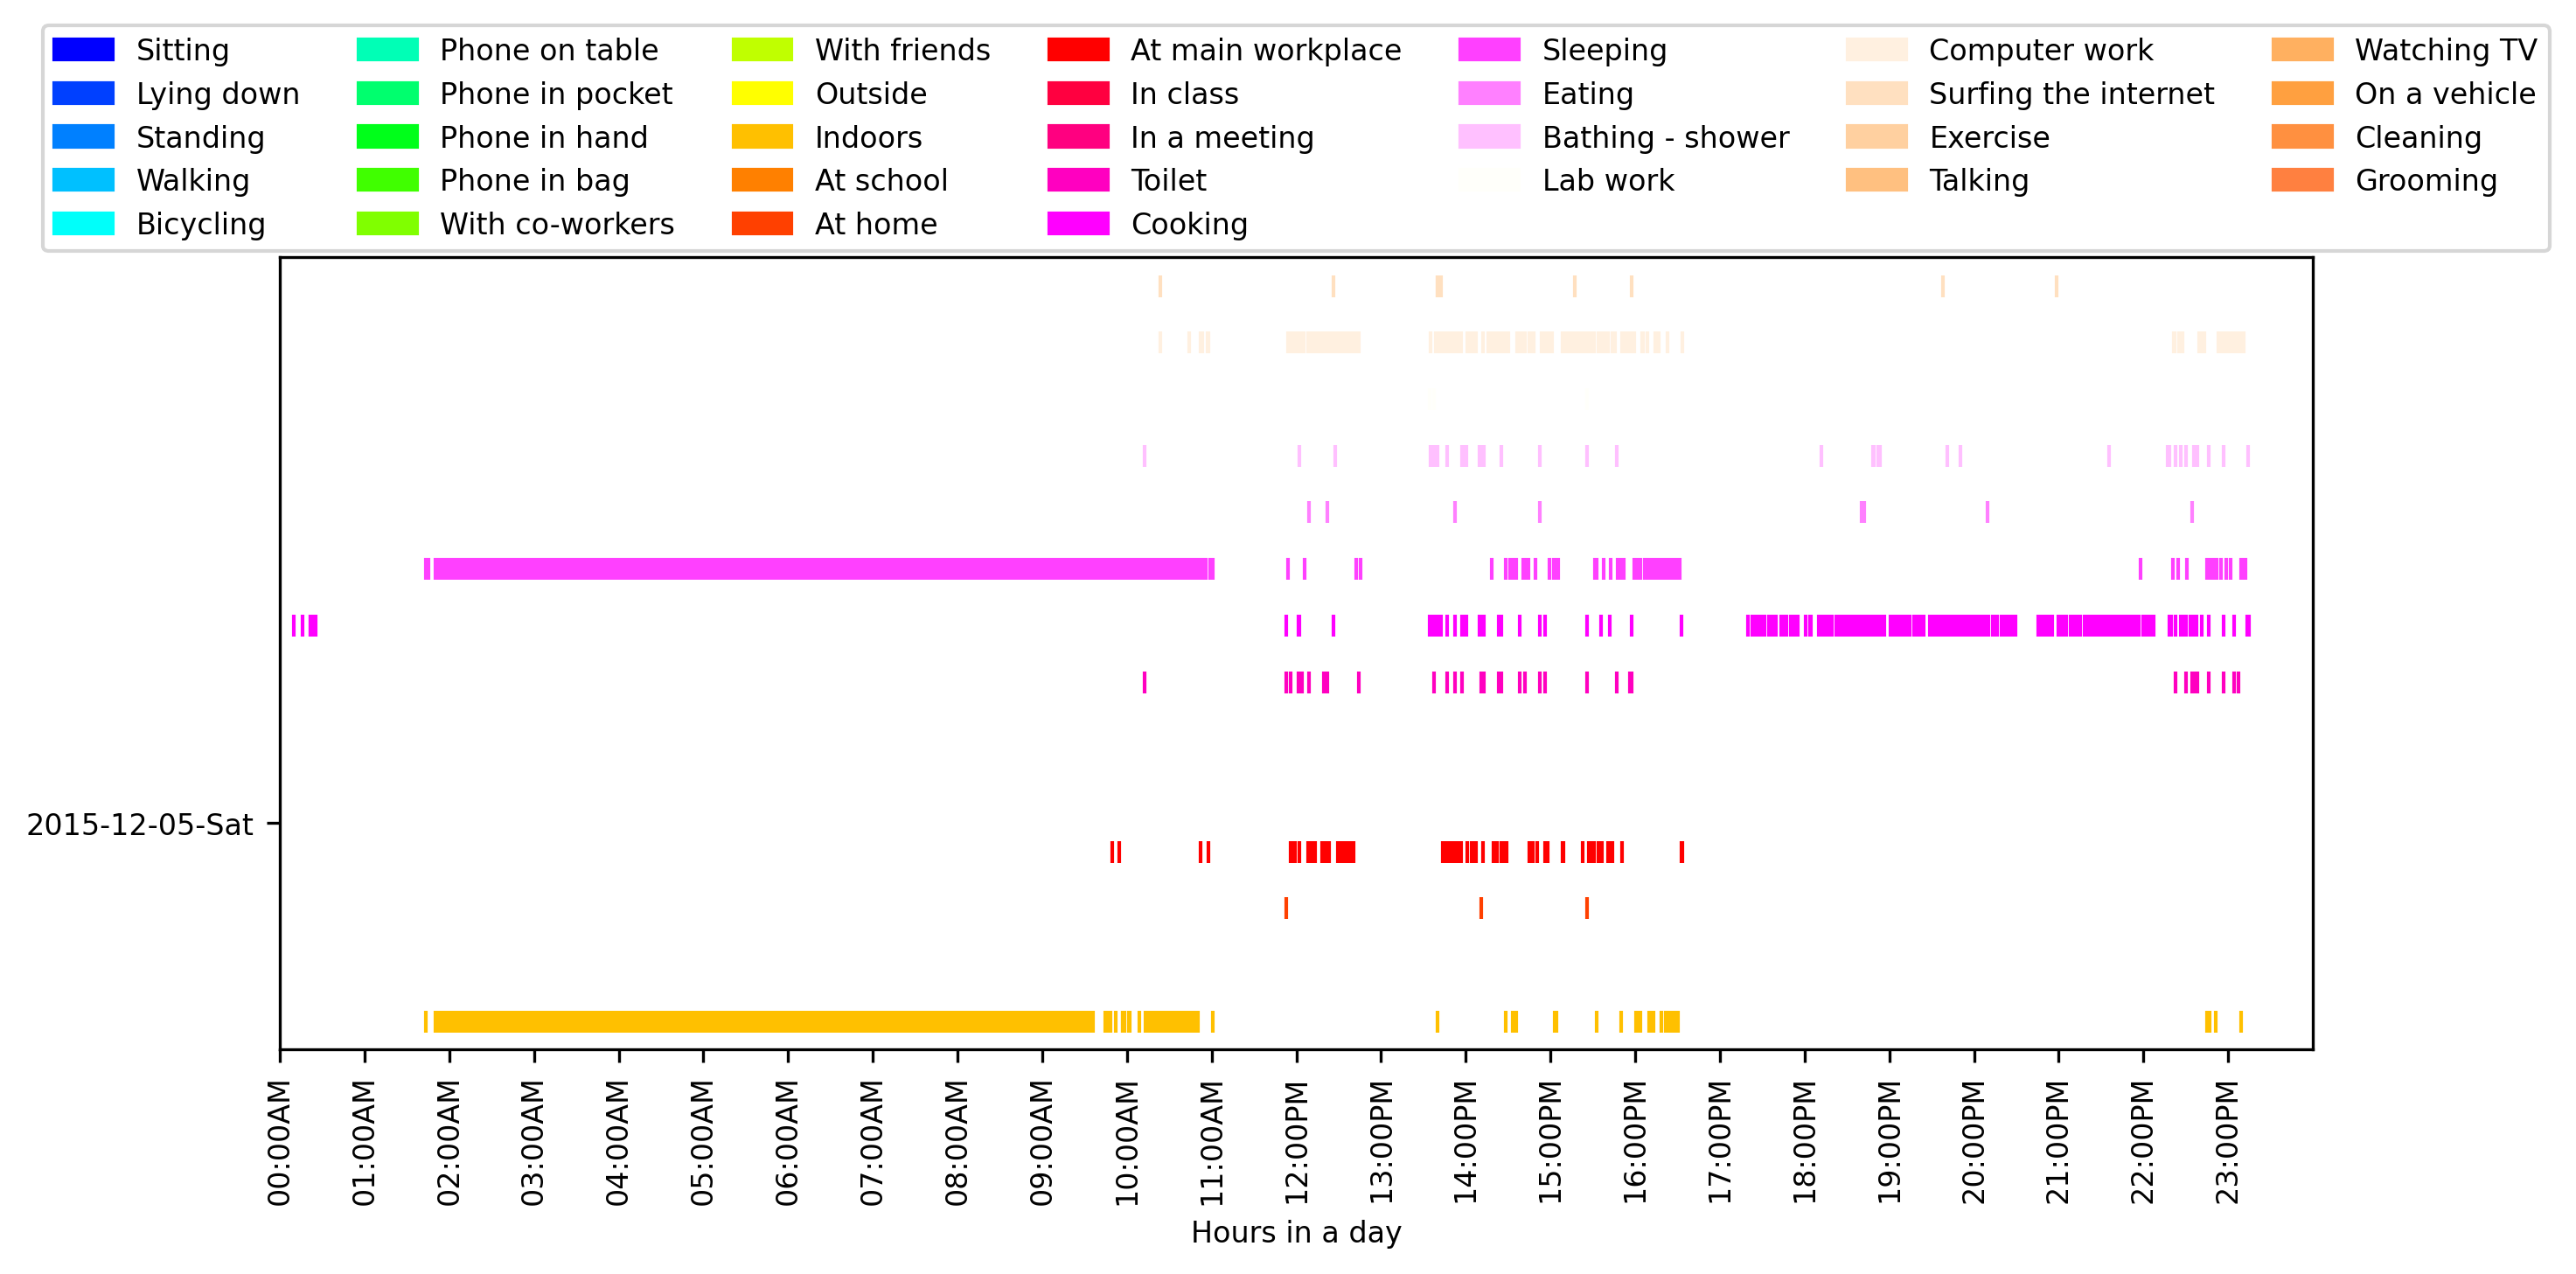 Sitting Phone on table With friends At main workplace Sleeping Computer work Watching TV
Lying down Phone in pocket Outside In class Eating Surfing the internet On a vehicle
Standing Phone in hand Indoors In a meeting Bathing - shower Exercise Cleaning
Walking Phone in bag At school Toilet Lab work Talking Grooming
Bicycling With co-workers At home Cooking
2015-12-05-Sat
00:00AM 01:00AM 02:00AM 03:00AM 04:00AM 05:00AM 06:00AM 07:00AM 08:00AM 09:00AM 10:00AM 11:00AM 12:00PM 13:00PM 14:00PM 15:00PM 16:00PM 17:00PM 18:00PM 19:00PM 20:00PM 21:00PM 22:00PM 23:00PM
Hours in a day